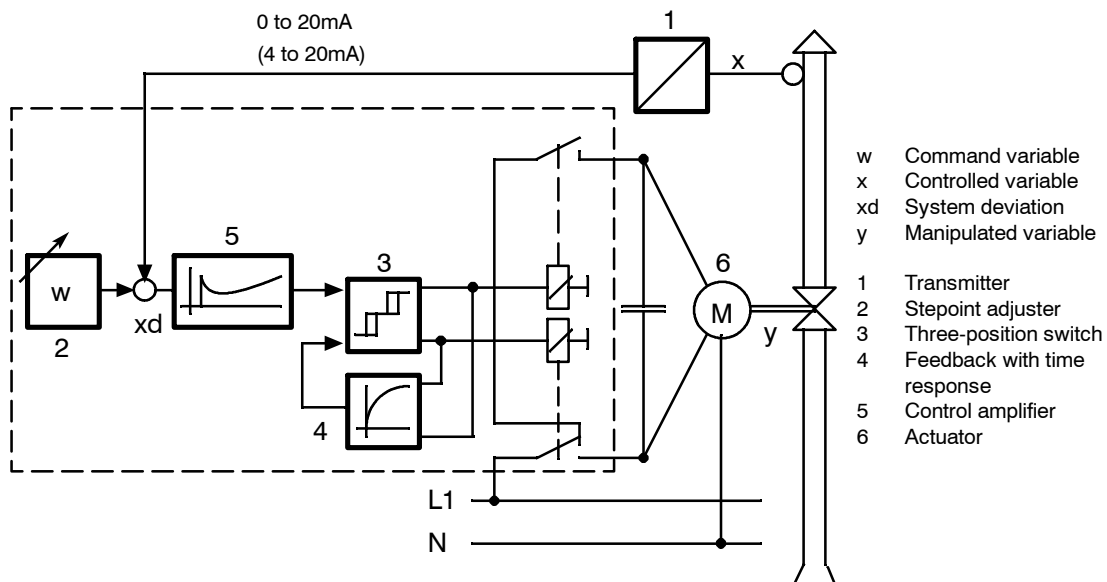 0 to 20mA
(4 to 20mA)
1
x
w
2
xd
5
3
4
6
M
y
L1
N
w Command variable
x Controlled variable
xd System deviation
y Manipulated variable
1 Transmitter
2 Stepoint adjuster
3 Three-position switch
4 Feedback with time
response
5 Control amplifier
6 Actuator